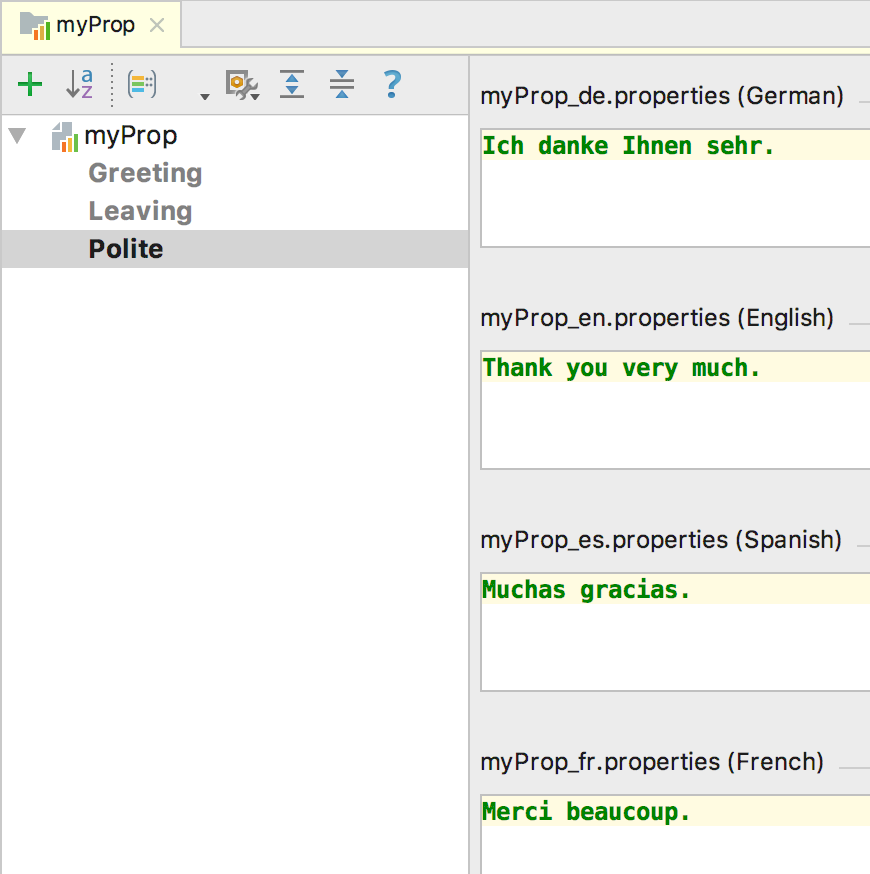 myProp
myProp
Greeting
Leaving
Polite
myProp_de.properties (German)
Ich danke Ihnen sehr.
myProp_en.properties (English)
Thank you very much.
myProp_es.properties (Spanish)
Muchas gracias.
myProp_fr.properties (French)
Merci beaucoup.